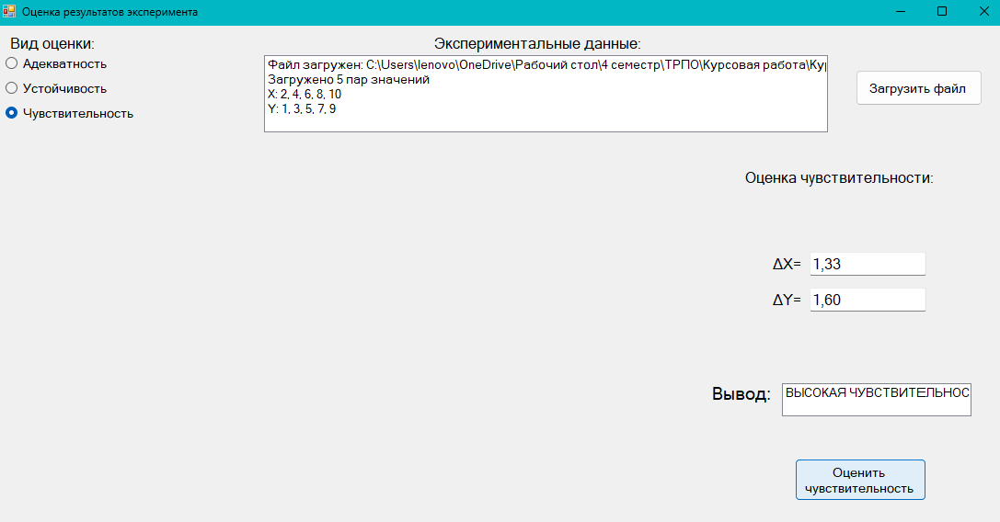 Оценка результатов эксперимента
Вид оценки:
Адекватность
Устойчивость
Чувствительность
Экспериментальные данные:
Файл загружен: C:\Users\lenovo\OneDrive\Рабочий стол\4 семестр\ТРПО\Курсовая работа\Кур
Загружено 5 пар значений
X: 2, 4, 6, 8, 10
Y: 1, 3, 5, 7, 9
Загрузить файл
Оценка чувствительности:
ΔX= 1,33
ΔY= 1,60
Вывод: ВЫСОКАЯ ЧУВСТВИТЕЛЬНОС
Оценить
чувствительность